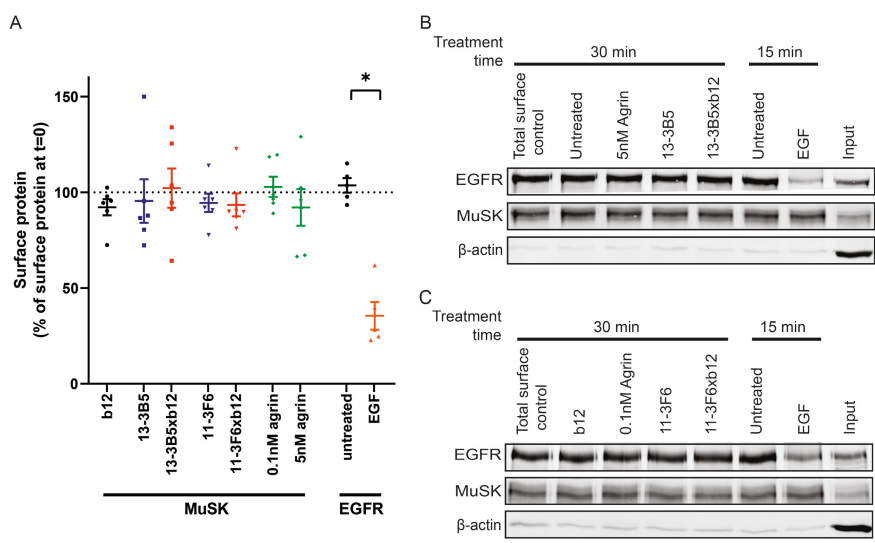 A
Surface protein
(% of surface protein at t=0)
150
100
50
0
*
b12
13-3B5
13-3B5xb12
11-3F6
11-3F6xb12
0.1nM agrin
5nM agrin
untreated
EGF
MuSK
EGFR
B
Treatment
time
30 min
15 min
Total surface
control
Untreated
5nM Agrin
13-3B5
13-3B5xb12
Untreated
EGF
Input
EGFR
MuSK
β-actin
C
Treatment
time
30 min
15 min
Total surface
control
b12
0.1nM Agrin
11-3F6
11-3F6xb12
Untreated
EGF
Input
EGFR
MuSK
β-actin